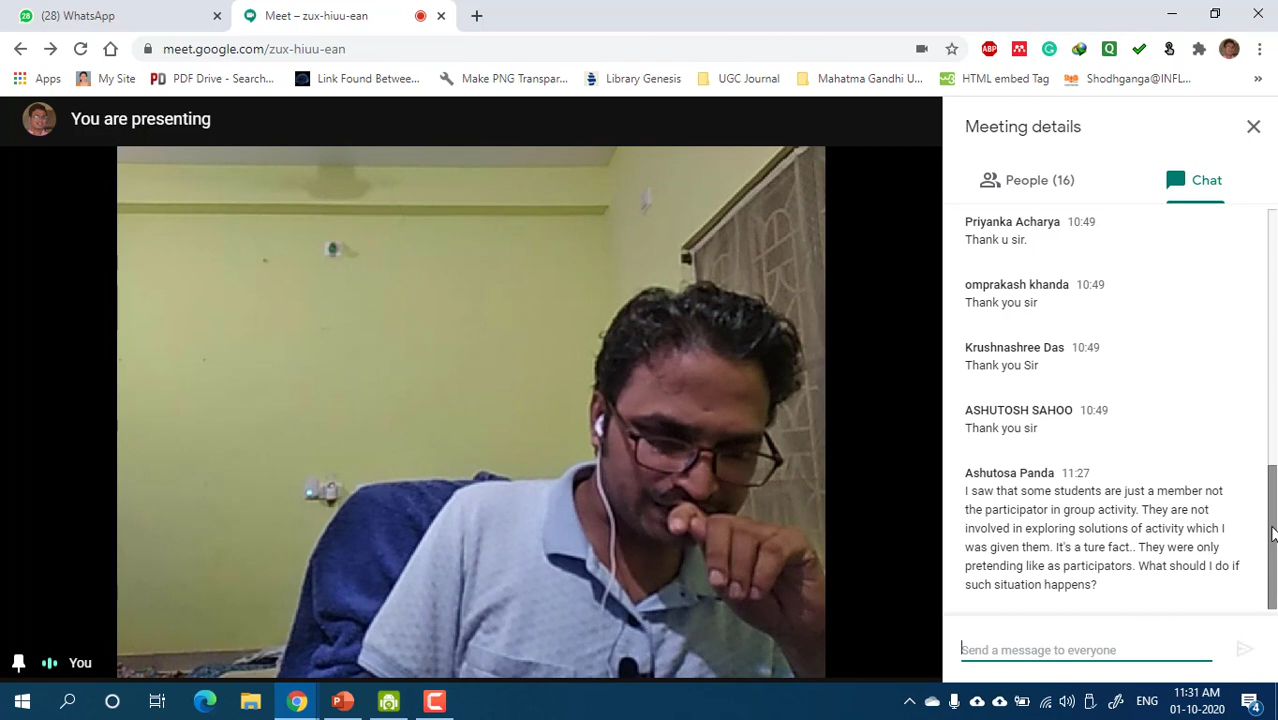 (28) WhatsApp
Meet – zux-hiuu-ean
meet.google.com/zux-hiuu-ean
Apps
My Site
PDF Drive - Search...
Link Found Betwee...
Make PNG Transpar...
Library Genesis
UGC Journal
Mahatma Gandhi U...
HTML embed Tag
Shodhganga@INFL...
You are presenting
Meeting details
People (16)
Chat
Priyanka Acharya 10:49
Thank u sir.
omprakash khanda 10:49
Thank you sir
Krushnashree Das 10:49
Thank you Sir
ASHUTOSH SAHOO 10:49
Thank you sir
Ashutosa Panda 11:27
I saw that some students are just a member not
the participator in group activity. They are not
involved in exploring solutions of activity which I
was given them. It's a ture fact.. They were only
pretending like as participators. What should I do if
such situation happens?
Send a message to everyone
You
ENG
11:31 AM
01-10-2020
4